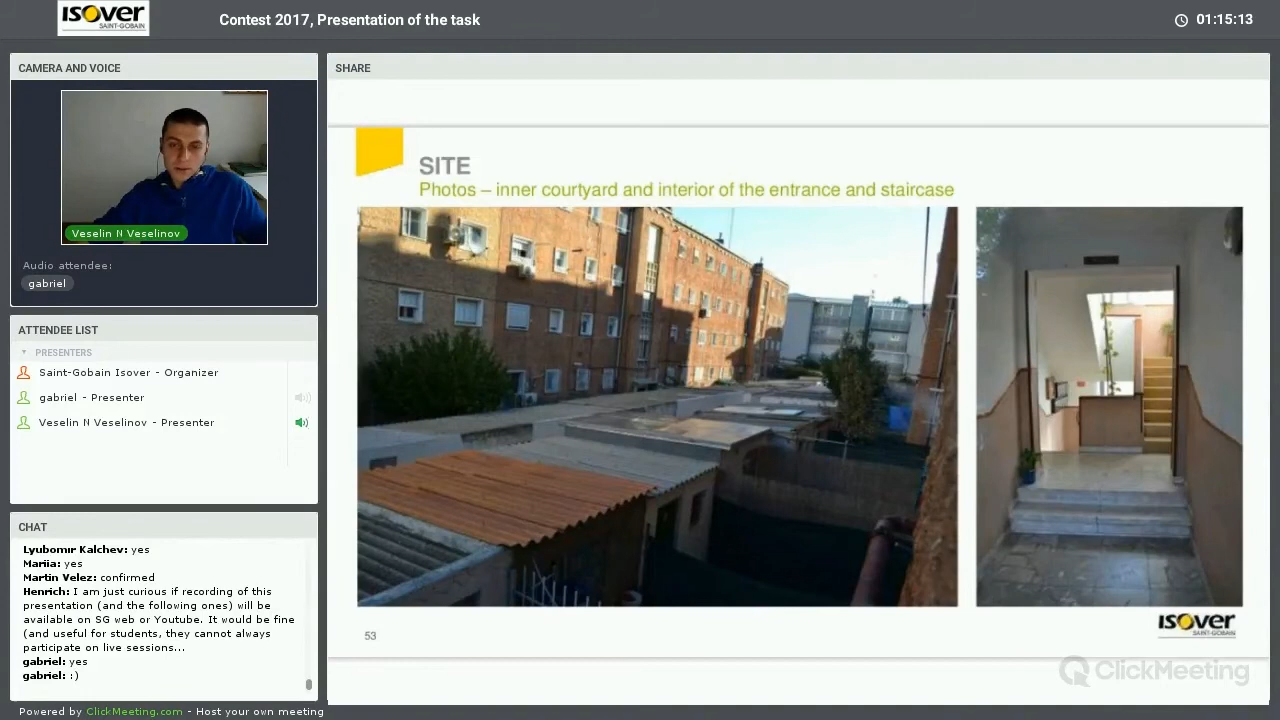 isover
SAINT-GOBAIN
Contest 2017, Presentation of the task
01:15:13
CAMERA AND VOICE
Veselin N Veselinov
Audio attendee:
gabriel
ATTENDEE LIST
PRESENTERS
Saint-Gobain Isover - Organizer
gabriel - Presenter
Veselin N Veselinov - Presenter
CHAT
Lyubomır Kalchev: yes
Mariia: yes
Martin Velez: confirmed
Henrich: I am just curious if recording of this
presentation (and the following ones) will be
available on SG web or Youtube. It would be fine
(and useful for students, they cannot always
participate on live sessions...
gabriel: yes
gabriel: :)
Powered by ClickMeeting.com - Host your own meeting
SHARE
SITE
Photos – inner courtyard and interior of the entrance and staircase
53
isover
SAINT-GOBAIN
ClickMeeting